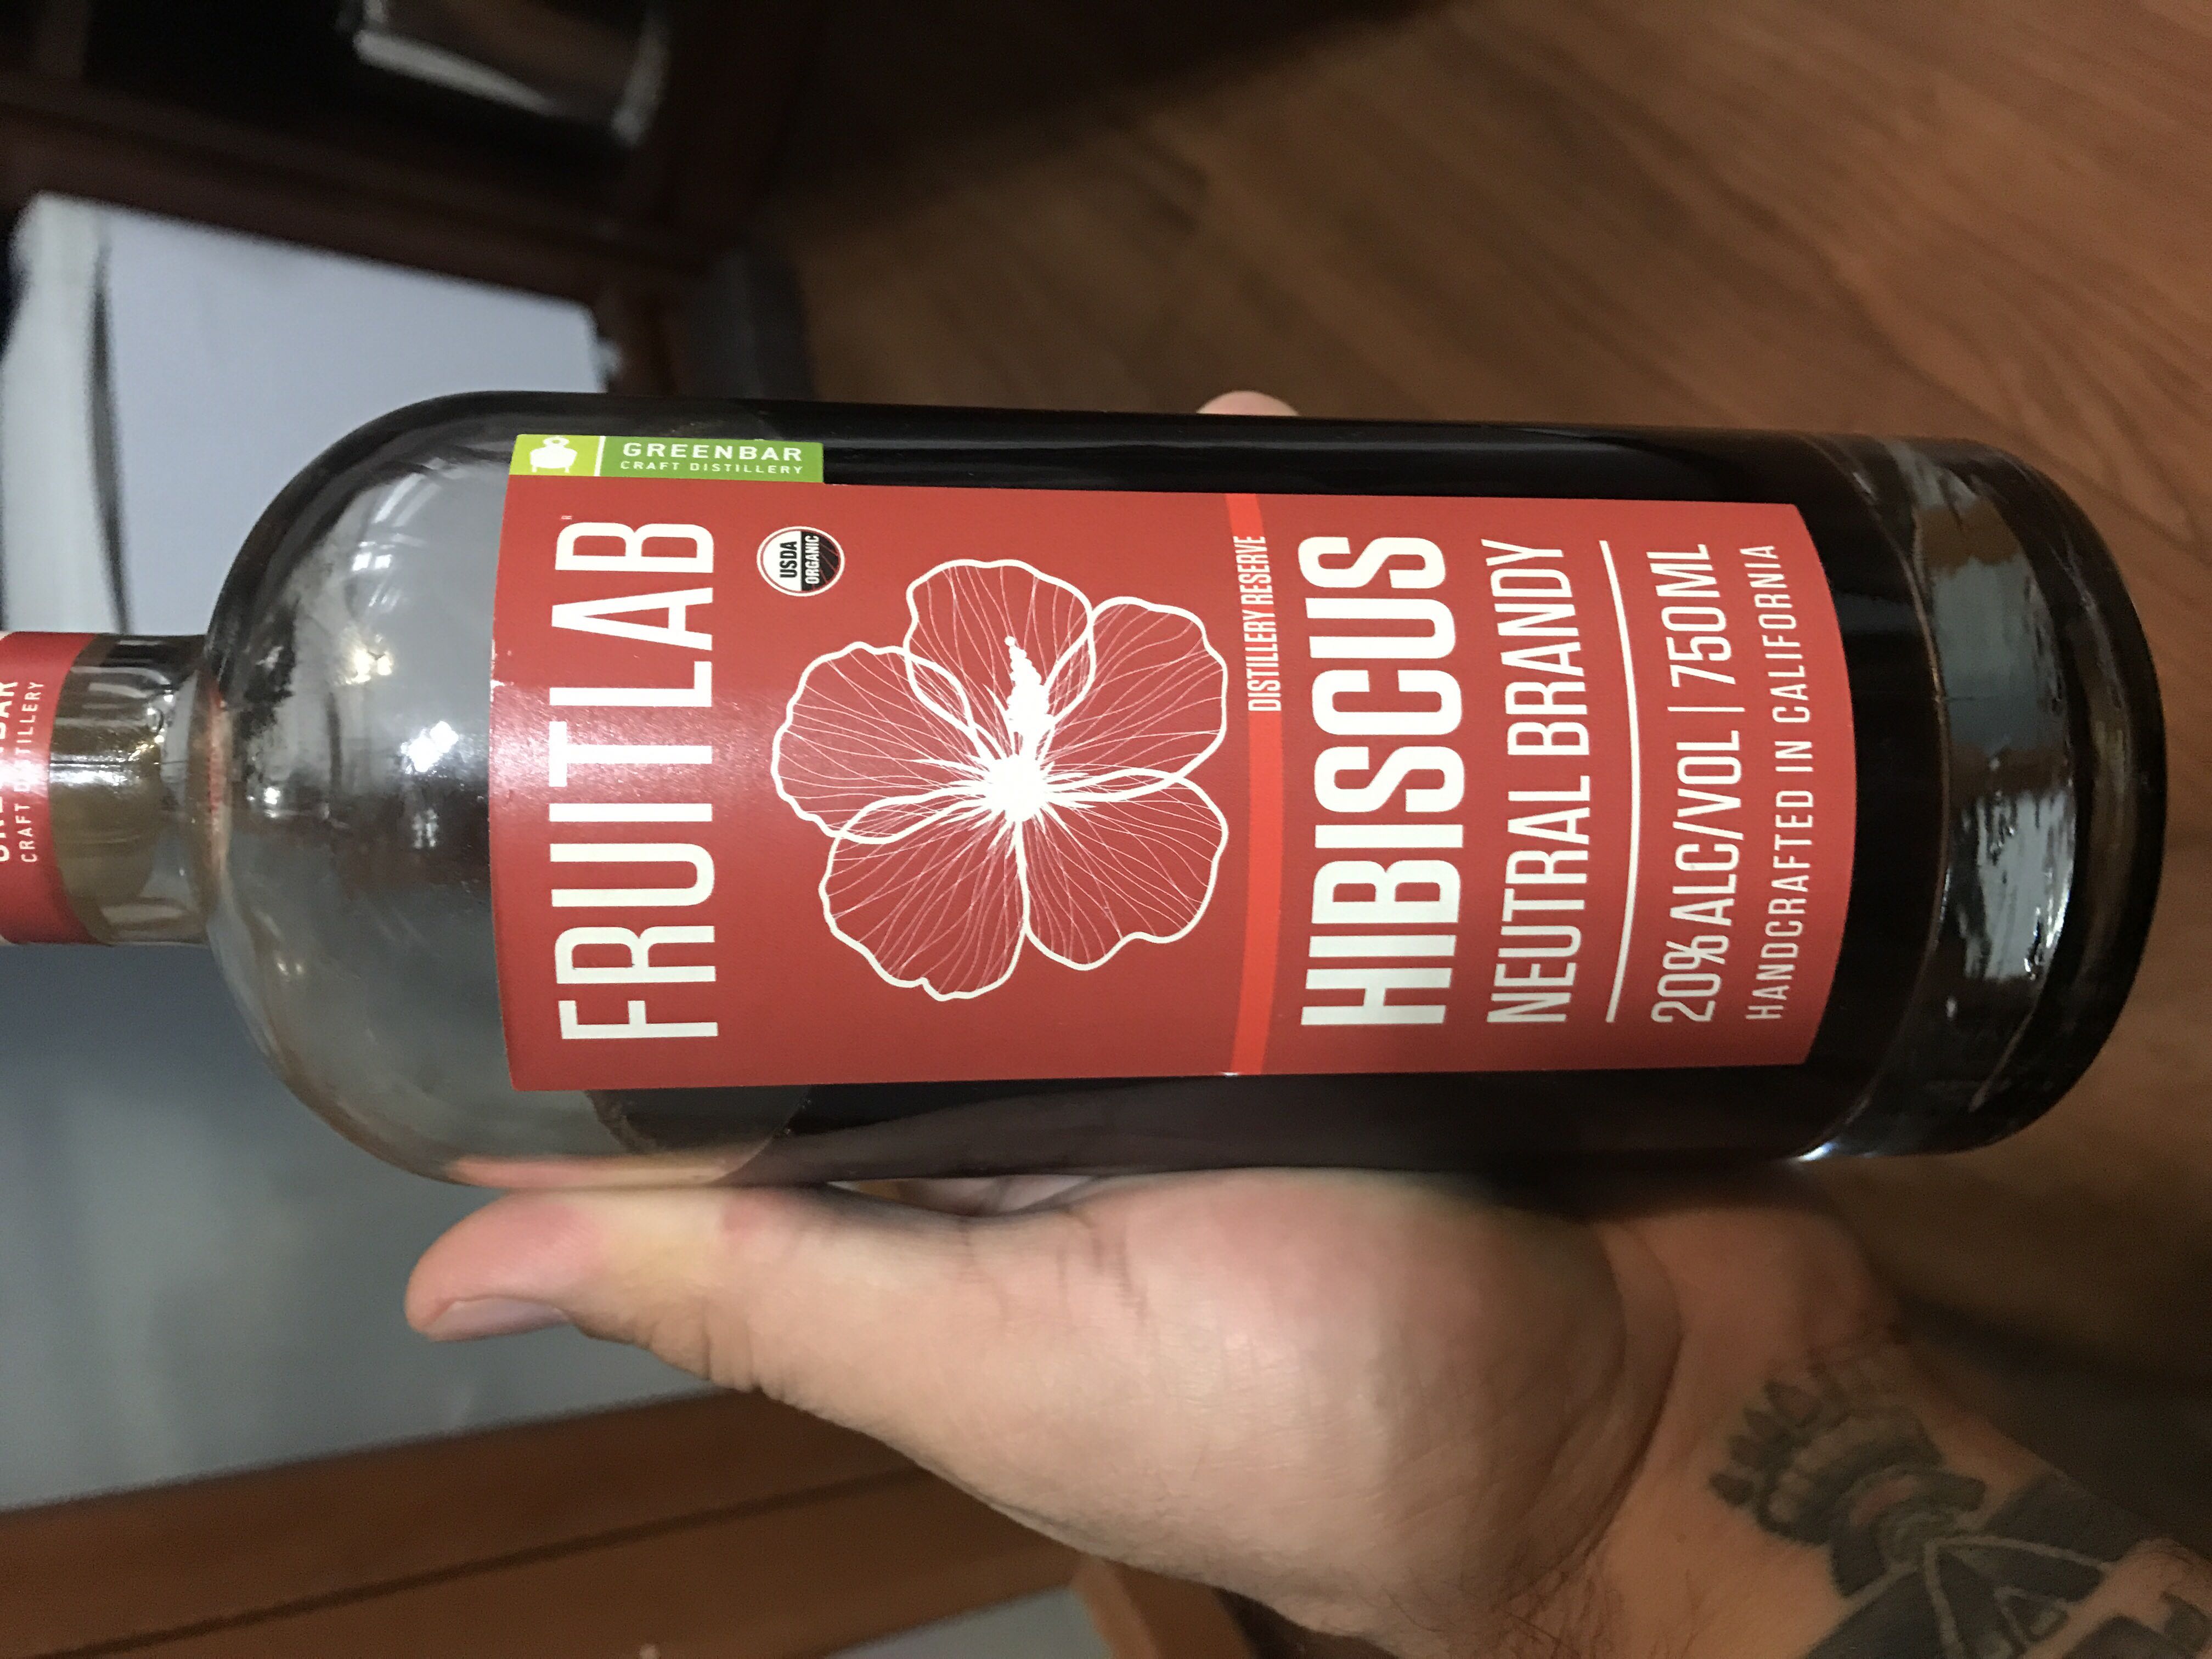 CRAFT DISTILLERY
GREENBAR
CRAFT DISTILLERY
FRUITLAB
USDA
ORGANIC
DISTILLERY RESERVE
HIBISCUS
NEUTRAL BRANDY
20% ALC/VOL | 750ML
HANDCRAFTED IN CALIFORNIA